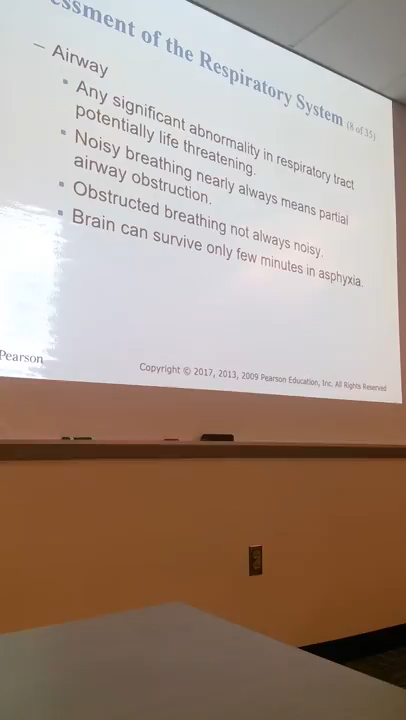 of the Respiratory System (8 of 35)
– Airway
▪ Any significant abnormality in respiratory tract
potentially life threatening.
▪ Noisy breathing nearly always means partial
airway obstruction.
▪ Obstructed breathing not always noisy.
▪ Brain can survive only few minutes in asphyxia.
Pearson
Copyright © 2017, 2013, 2009 Pearson Education, Inc. All Rights Reserved